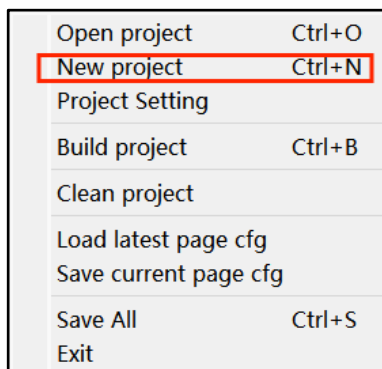 Open project Ctrl+O
New project Ctrl+N
Project Setting
Build project Ctrl+B
Clean project
Load latest page cfg
Save current page cfg
Save All Ctrl+S
Exit